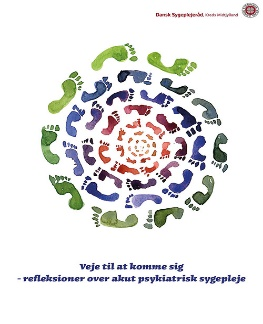 Dansk Sygeplejeråd, Kreds Midtjylland
Veje til at komme sig
- refleksioner over akut psykiatrisk sygepleje